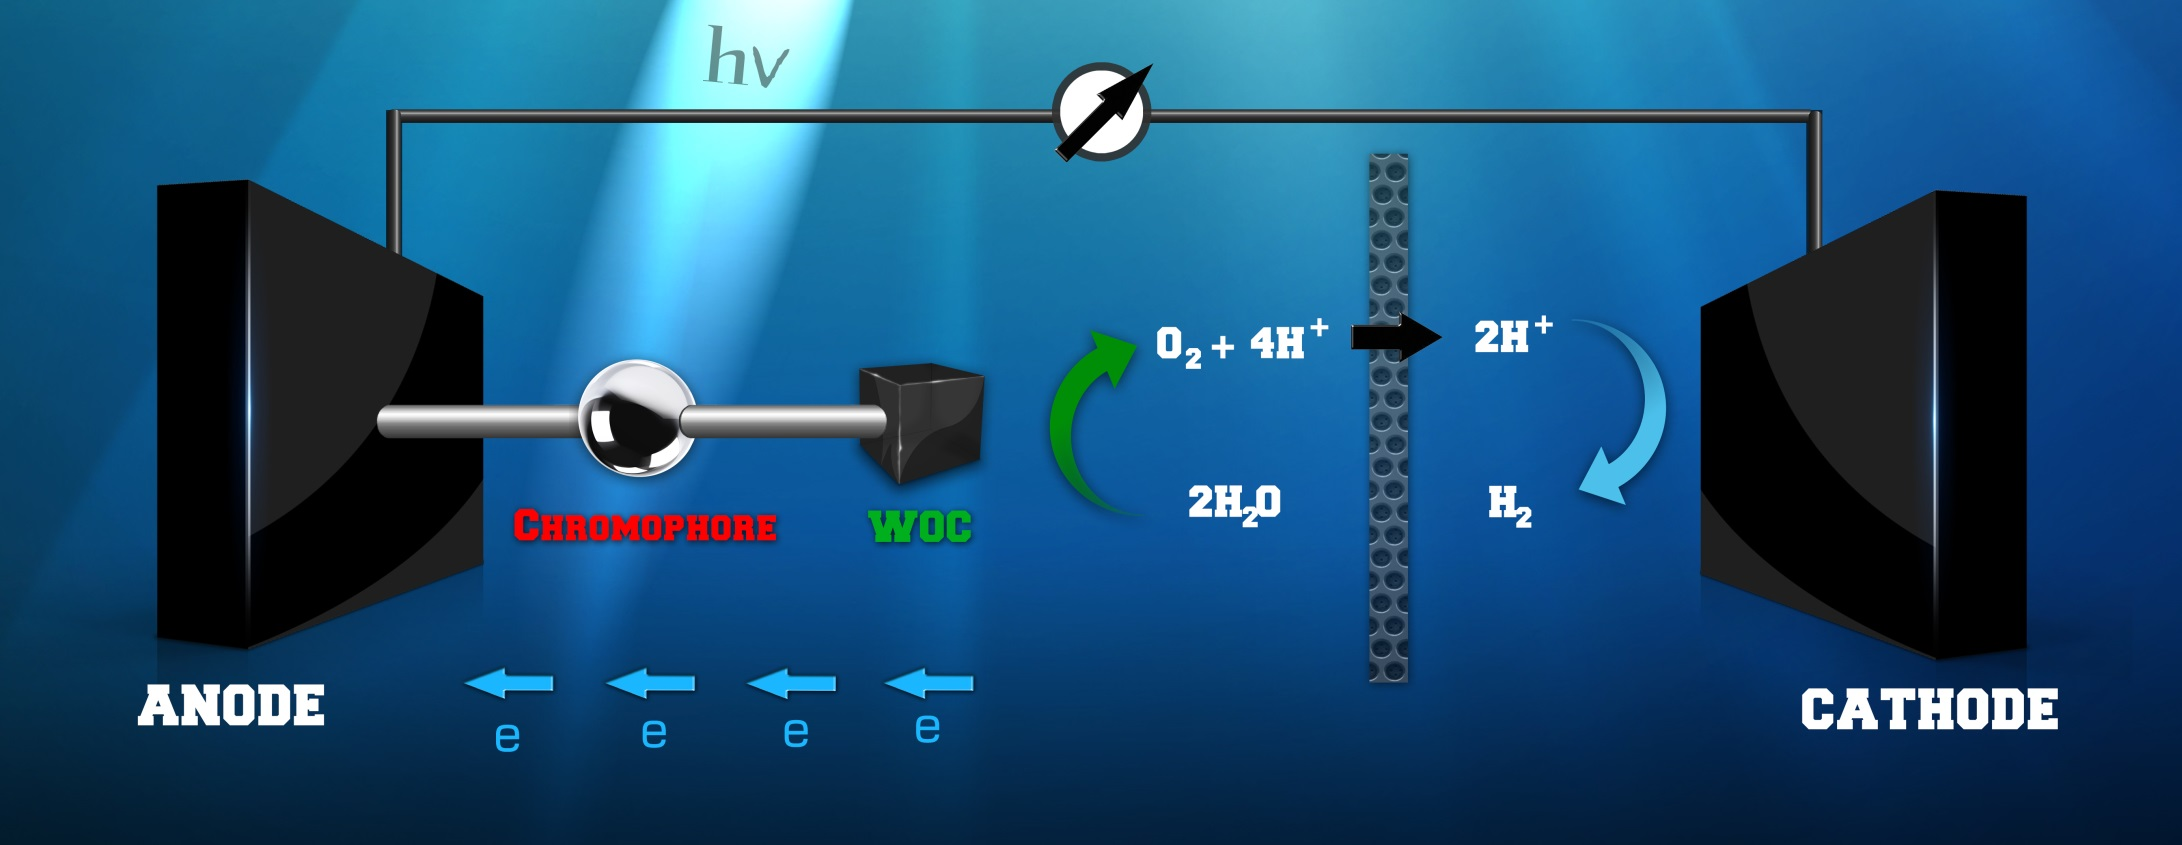 hν
O₂ + 4H⁺
2H⁺
2H₂O
H₂
CHROMOPHORE
WOC
e e e e
ANODE
CATHODE